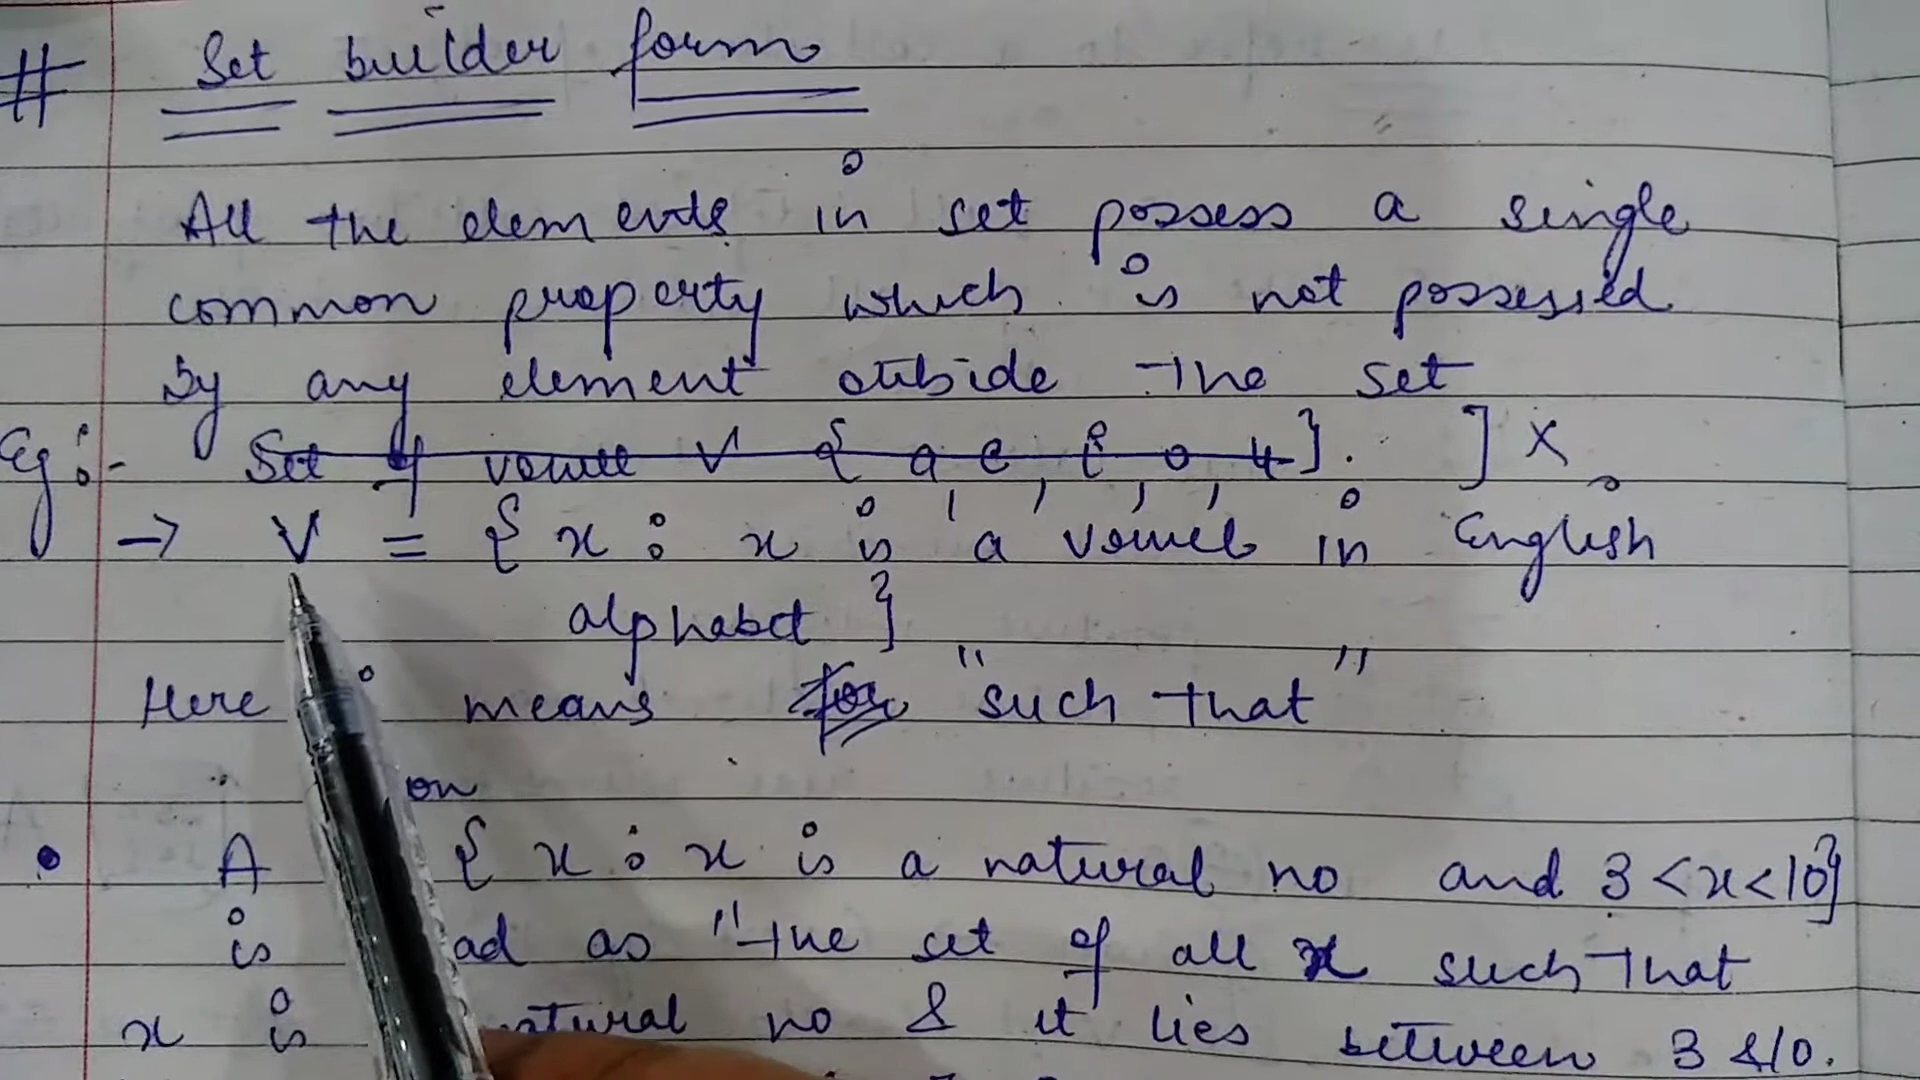 # Set builder form
All the elements in set possess a single
common property which is not possessed
by any element outside the set
Eg:- Set of vowel V { a, e, i, o, u }. ] X
→ V = { x : x is a vowel in English
alphabet }
Here means for "such that"
on
• A { x : x is a natural no and 3 < x < 10}
is ad as "the set of all x such that
x is natural no & it lies between 3 & 10.